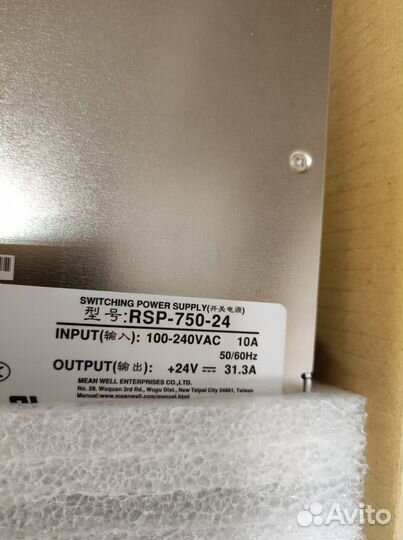 SWITCHING POWER SUPPLY(开关电源)
型号:RSP-750-24
INPUT(输入): 100-240VAC 10A
50/60Hz
OUTPUT(输出): +24V 31.3A
MEAN WELL ENTERPRISES CO.,LTD.
No. 28, Wuquan 3rd Rd., Wugu Dist., New Taipei City 24891, Taiwan
Manual:www.meanwell.com/manuel.html
Avito